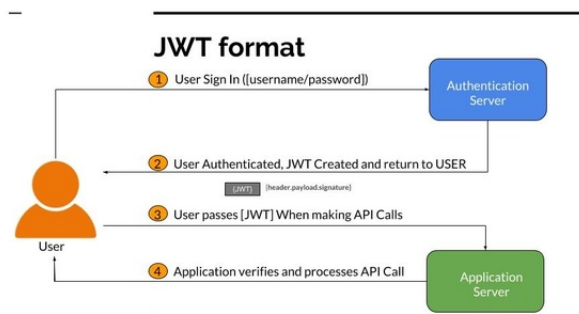 JWT format
1 User Sign In ([username/password])
Authentication
Server
2 User Authenticated, JWT Created and return to USER
(JWT) [header.payload.signature]
3 User passes [JWT] When making API Calls
User
4 Application verifies and processes API Call
Application
Server